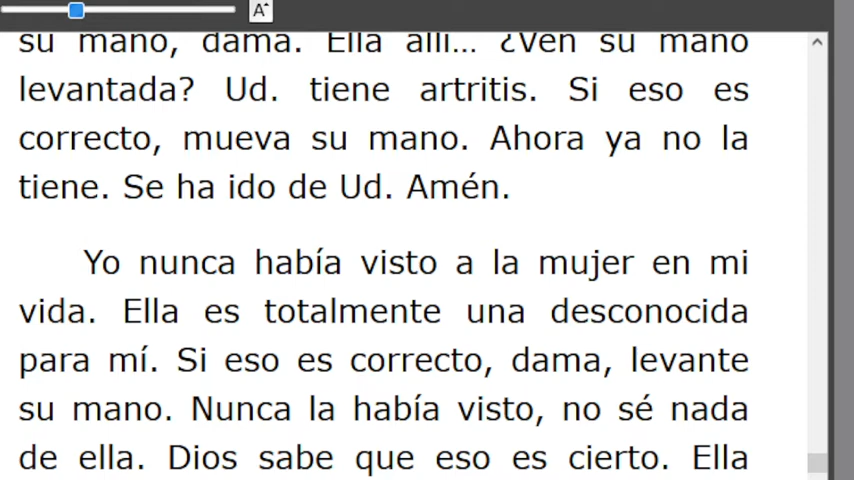 A
su mano, dama. Ella allí... ¿Ven su mano
levantada? Ud. tiene artritis. Si eso es
correcto, mueva su mano. Ahora ya no la
tiene. Se ha ido de Ud. Amén.
Yo nunca había visto a la mujer en mi
vida. Ella es totalmente una desconocida
para mí. Si eso es correcto, dama, levante
su mano. Nunca la había visto, no sé nada
de ella. Dios sabe que eso es cierto. Ella